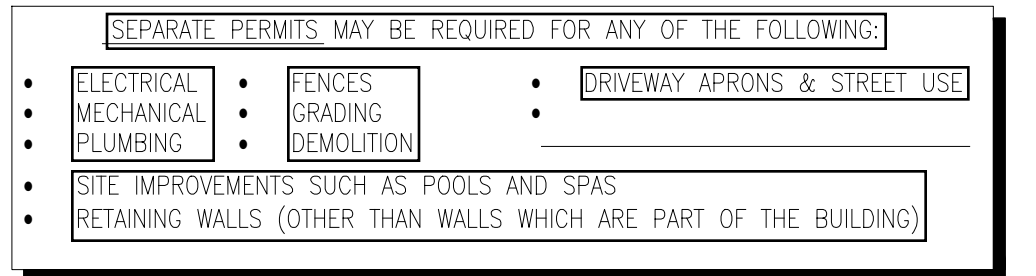 SEPARATE PERMITS MAY BE REQUIRED FOR ANY OF THE FOLLOWING:
• ELECTRICAL • FENCES • DRIVEWAY APRONS & STREET USE
• MECHANICAL • GRADING •
• PLUMBING • DEMOLITION
• SITE IMPROVEMENTS SUCH AS POOLS AND SPAS
• RETAINING WALLS (OTHER THAN WALLS WHICH ARE PART OF THE BUILDING)